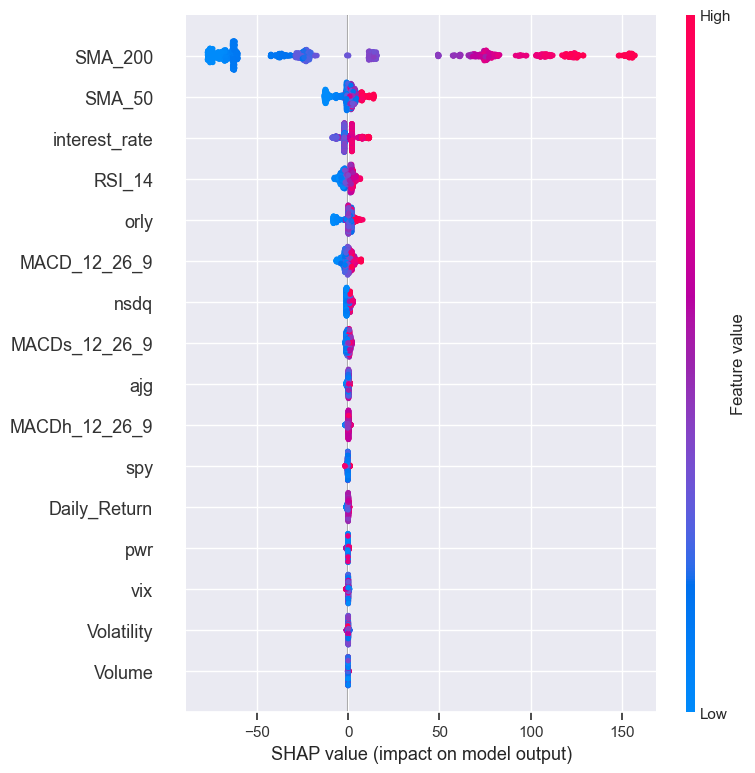 High
SMA_200
SMA_50
interest_rate
RSI_14
orly
MACD_12_26_9
nsdq
MACDs_12_26_9
ajg
MACDh_12_26_9
spy
Daily_Return
pwr
vix
Volatility
Volume
Feature value
Low
−50 0 50 100 150
SHAP value (impact on model output)